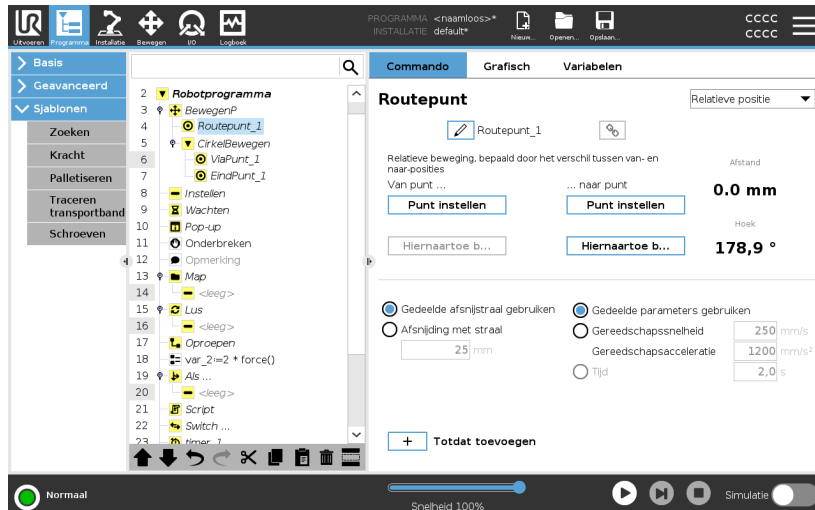 PROGRAMMA <naamloos>*
INSTALLATIE default*
Uitvoeren
Programma
Installatie
Bewegen
I/O
Logboek
Nieuw...
Openen...
Opslaan...
CCCC
CCCC
Basis
Geavanceerd
Sjablonen
Zoeken
Kracht
Palletiseren
Traceren
transportband
Schroeven
2 Robotprogramma
3 BewegenP
4 Routepunt_1
5 CirkelBewegen
6 ViaPunt_1
7 EindPunt_1
8 Instellen
9 Wachten
10 Pop-up
11 Onderbreken
12 Opmerking
13 Map
14 <leeg>
15 Lus
16 <leeg>
17 Oproepen
18 var_2:=2 * force()
19 Als ...
20 <leeg>
21 Script
22 Switch ...
23 timer_1
Commando
Grafisch
Variabelen
Routepunt
Relatieve positie
Routepunt_1
Relatieve beweging, bepaald door het verschil tussen van- en
naar-posities
Van punt ...
... naar punt
Punt instellen
Punt instellen
Hiernaartoe b...
Hiernaartoe b...
Afstand
0.0 mm
Hoek
178,9 °
Gedeelde afsnijstraal gebruiken
Afsnijding met straal
25 mm
Gedeelde parameters gebruiken
Gereedschapssnelheid 250 mm/s
Gereedschapsacceleratie 1200 mm/s²
Tijd 2,0 s
+ Totdat toevoegen
Normaal
Snelheid 100%
Simulatie